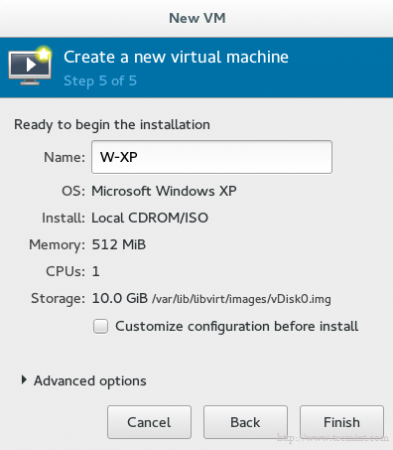 New VM
Create a new virtual machine
Step 5 of 5
Ready to begin the installation
Name: W-XP
OS: Microsoft Windows XP
Install: Local CDROM/ISO
Memory: 512 MiB
CPUs: 1
Storage: 10.0 GiB /var/lib/libvirt/images/vDisk0.img
Customize configuration before install
Advanced options
Cancel Back Finish
http://www.tecmint.com